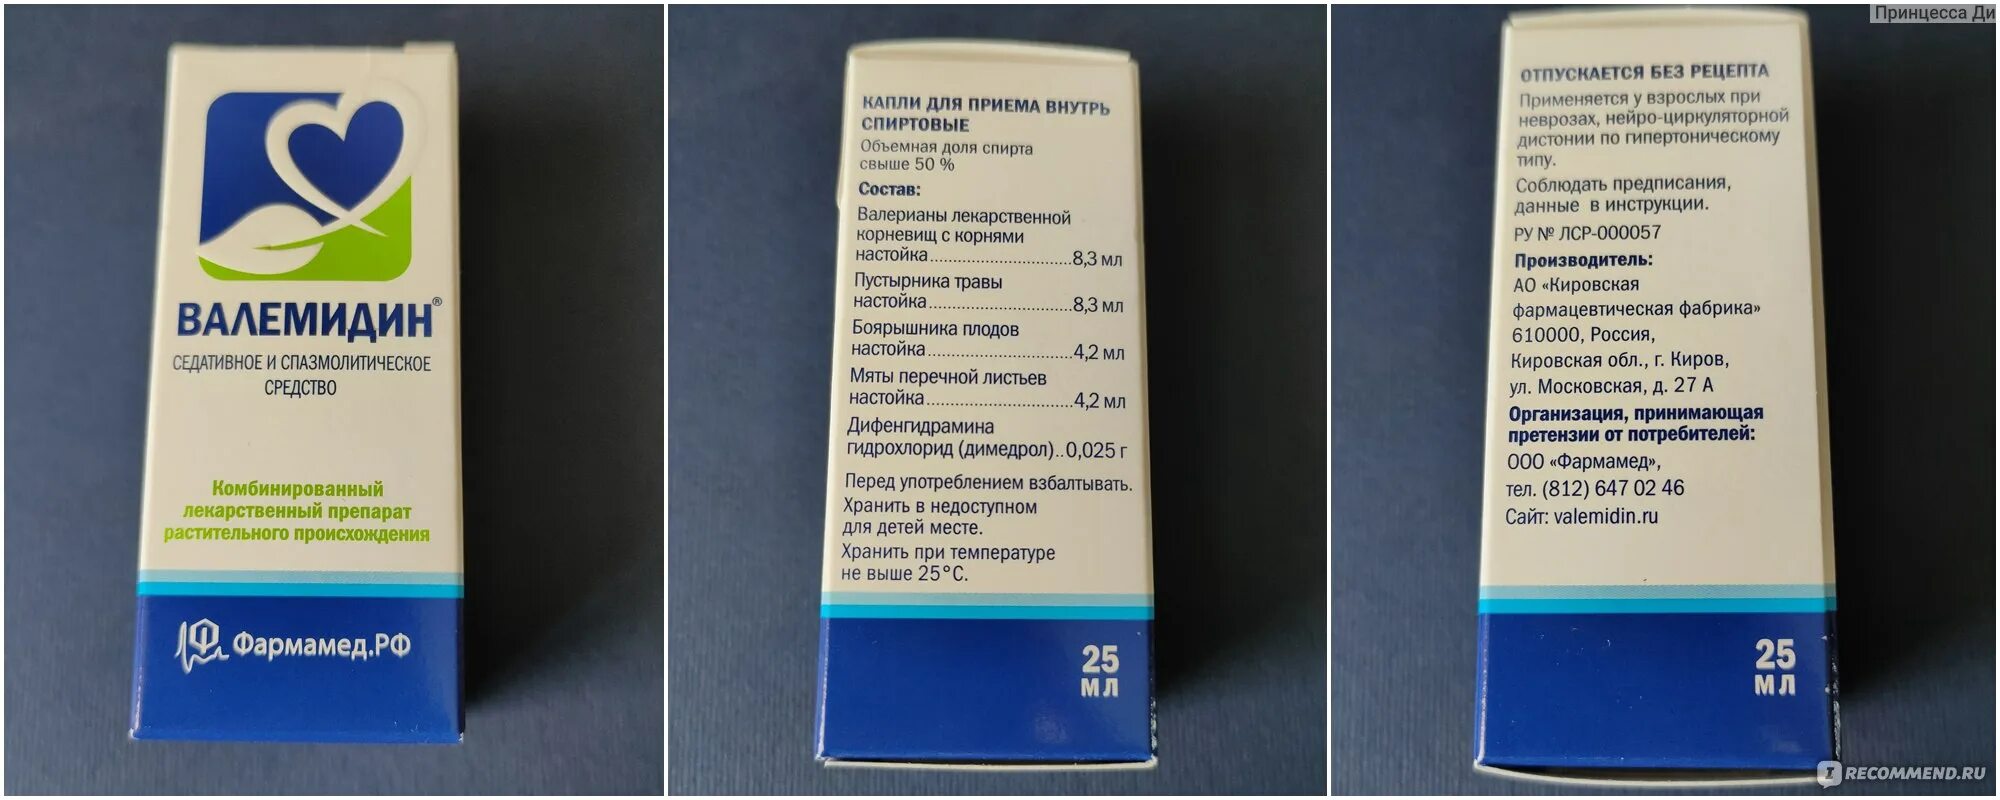 ВАЛЕМИДИН®
СЕДАТИВНОЕ И СПАЗМОЛИТИЧЕСКОЕ
СРЕДСТВО
Комбинированный
лекарственный препарат
растительного происхождения
Фармамед.РФ
КАПЛИ ДЛЯ ПРИЕМА ВНУТРЬ
СПИРТОВЫЕ
Объемная доля спирта
свыше 50 %
Состав:
Валерианы лекарственной
корневищ с корнями
настойка.......................8,3 мл
Пустырника травы
настойка.......................8,3 мл
Боярышника плодов
настойка.......................4,2 мл
Мяты перечной листьев
настойка.......................4,2 мл
Дифенгидрамина
гидрохлорид (димедрол)..0,025 г
Перед употреблением взбалтывать.
Хранить в недоступном
для детей месте.
Хранить при температуре
не выше 25°С.
25
МЛ
Принцесса Ди
ОТПУСКАЕТСЯ БЕЗ РЕЦЕПТА
Применяется у взрослых при
неврозах, нейро-циркуляторной
дистонии по гипертоническому
типу.
Соблюдать предписания,
данные в инструкции.
РУ № ЛСР-000057
Производитель:
АО «Кировская
фармацевтическая фабрика»
610000, Россия,
Кировская обл., г. Киров,
ул. Московская, д. 27 А
Организация, принимающая
претензии от потребителей:
ООО «Фармамед»,
тел. (812) 647 02 46
Сайт: valemidin.ru
25
МЛ
IRECOMMEND.RU